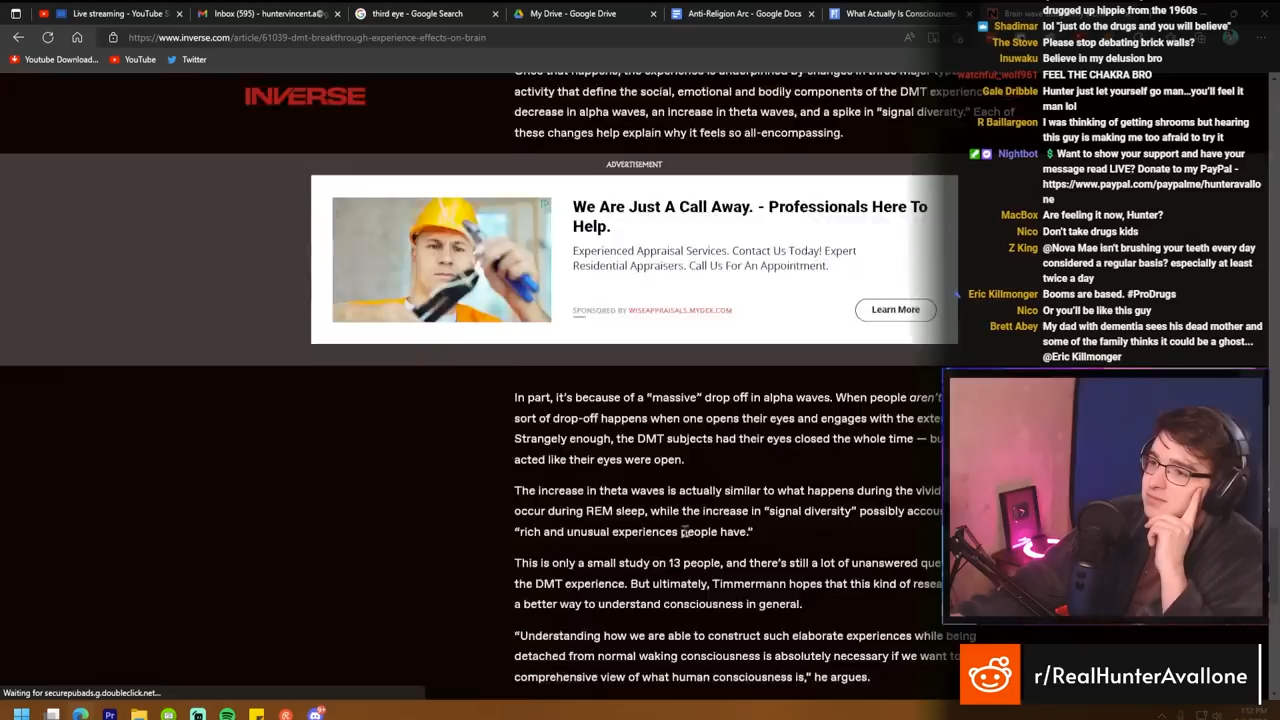 Live streaming - YouTube S
Inbox (595) - huntervincent.a@g
third eye - Google Search
My Drive - Google Drive
Anti-Religion Arc - Google Docs
What Actually Is Consciousness
Brain wave
https://www.inverse.com/article/61039-dmt-breakthrough-experience-effects-on-brain
Youtube Download...
YouTube
Twitter
INVERSE
activity that define the social, emotional and bodily components of the DMT experience
decrease in alpha waves, an increase in theta waves, and a spike in “signal diversity.” Each of
these changes help explain why it feels so all-encompassing.
ADVERTISEMENT
We Are Just A Call Away. - Professionals Here To
Help.
Experienced Appraisal Services. Contact Us Today! Expert
Residential Appraisers. Call Us For An Appointment.
SPONSORED BY WISEAPPRAISALS.MYDEX.COM
Learn More
In part, it’s because of a “massive” drop off in alpha waves. When people aren’t
sort of drop-off happens when one opens their eyes and engages with the exte
Strangely enough, the DMT subjects had their eyes closed the whole time — bu
acted like their eyes were open.
The increase in theta waves is actually similar to what happens during the vivid
occur during REM sleep, while the increase in “signal diversity” possibly accou
“rich and unusual experiences people have.”
This is only a small study on 13 people, and there’s still a lot of unanswered que
the DMT experience. But ultimately, Timmermann hopes that this kind of resea
a better way to understand consciousness in general.
“Understanding how we are able to construct such elaborate experiences while being
detached from normal waking consciousness is absolutely necessary if we want to
comprehensive view of what human consciousness is,” he argues.
Waiting for securepubads.g.doubleclick.net...
drugged up hippie from the 1960s
Shadimar lol "just do the drugs and you will believe"
The Stove Please stop debating brick walls?
Inuwaku Believe in my delusion bro
watchful_wolf961 FEEL THE CHAKRA BRO
Gale Dribble Hunter just let yourself go man...you'll feel it
man lol
R Baillargeon I was thinking of getting shrooms but hearing
this guy is making me too afraid to try it
Nightbot Want to show your support and have your
message read LIVE? Donate to my PayPal -
https://www.paypal.com/paypalme/hunteravallo
ne
MacBox Are feeling it now, Hunter?
Nico Don't take drugs kids
Z King @Nova Mae isn't brushing your teeth every day
considered a regular basis? especially at least
twice a day
Eric Killmonger Booms are based. #ProDrugs
Nico Or you'll be like this guy
Brett Abey My dad with dementia sees his dead mother and
some of the family thinks it could be a ghost...
@Eric Killmonger
r/RealHunterAvallone
1:12 PM